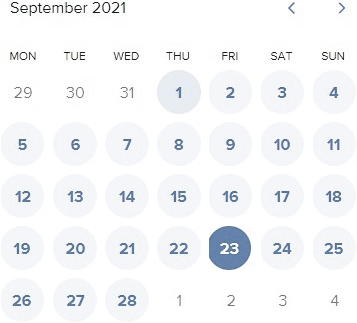 September 2021
MON TUE WED THU FRI SAT SUN
29 30 31 1 2 3 4
5 6 7 8 9 10 11
12 13 14 15 16 17 18
19 20 21 22 23 24 25
26 27 28 1 2 3 4